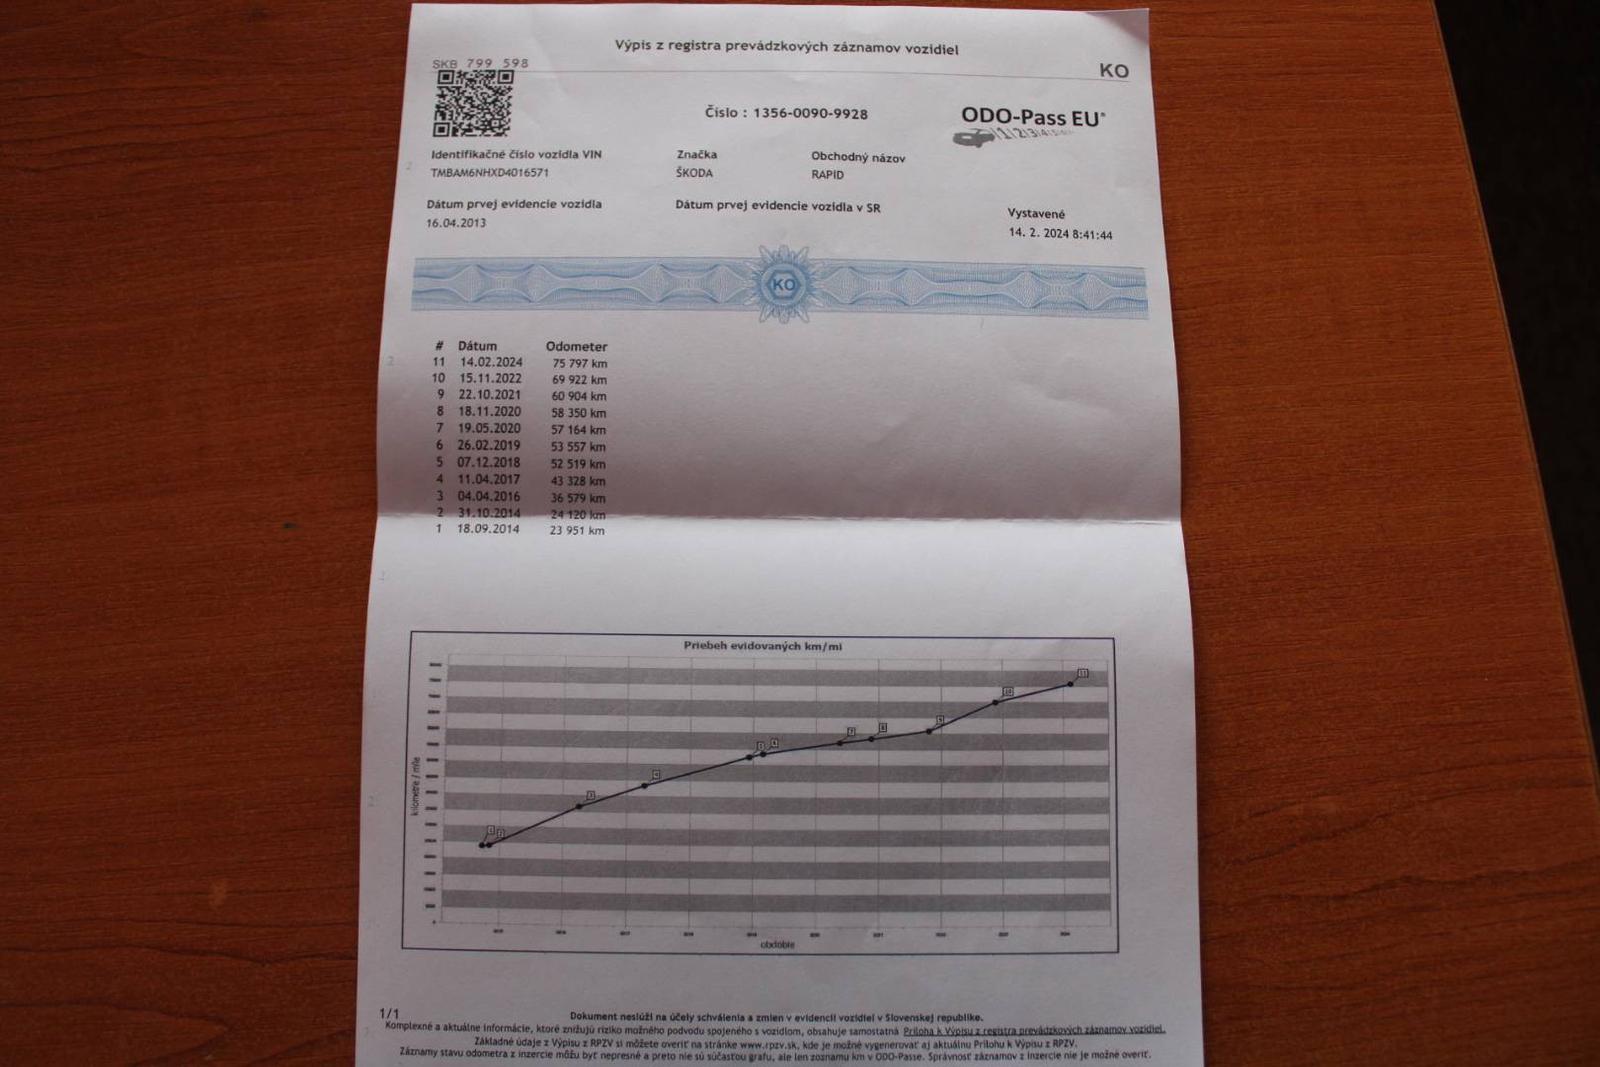 Výpis z registra prevádzkových záznamov vozidiel
SKB 799 598
KO
Číslo : 1356-0090-9928
ODO-Pass EU
Identifikačné číslo vozidla VIN Značka Obchodný názov
TMBAM6NHXD4016571 ŠKODA RAPID
Dátum prvej evidencie vozidla Dátum prvej evidencie vozidla v SR Vystavené
16.04.2013 14. 2. 2024 8:41:44
KO
# Dátum Odometer
11 14.02.2024 75 797 km
10 15.11.2022 69 922 km
9 22.10.2021 60 904 km
8 18.11.2020 58 350 km
7 19.05.2020 57 164 km
6 26.02.2019 53 557 km
5 07.12.2018 52 519 km
4 11.04.2017 43 328 km
3 04.04.2016 36 579 km
2 31.10.2014 24 120 km
1 18.09.2014 23 951 km
Priebeh evidovaných km/mi
kilometre / míle
obdobie
1/1
Dokument neslúži na účely schválenia a zmien v evidencii vozidiel v Slovenskej republike.
Komplexné a aktuálne informácie, ktoré znižujú riziko možného podvodu spojeného s vozidlom, obsahuje samostatná Príloha k Výpisu z registra prevádzkových záznamov vozidiel.
Základné údaje z Výpisu z RPZV si môžete overiť na stránke www.rpzv.sk, kde je možné vygenerovať aj aktuálnu Prílohu k Výpisu z RPZV.
Záznamy stavu odometra z inzercie môžu byť nepresné a preto nie sú súčasťou grafu, ale len zoznamu km v ODO-Passe. Správnosť záznamov z inzercie nie je možné overiť.